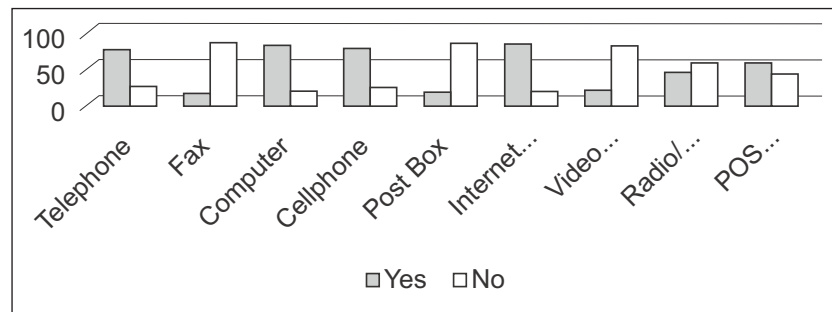 100
50
0
Telephone
Fax
Computer
Cellphone
Post Box
Internet...
Video...
Radio/...
POS...
Yes No